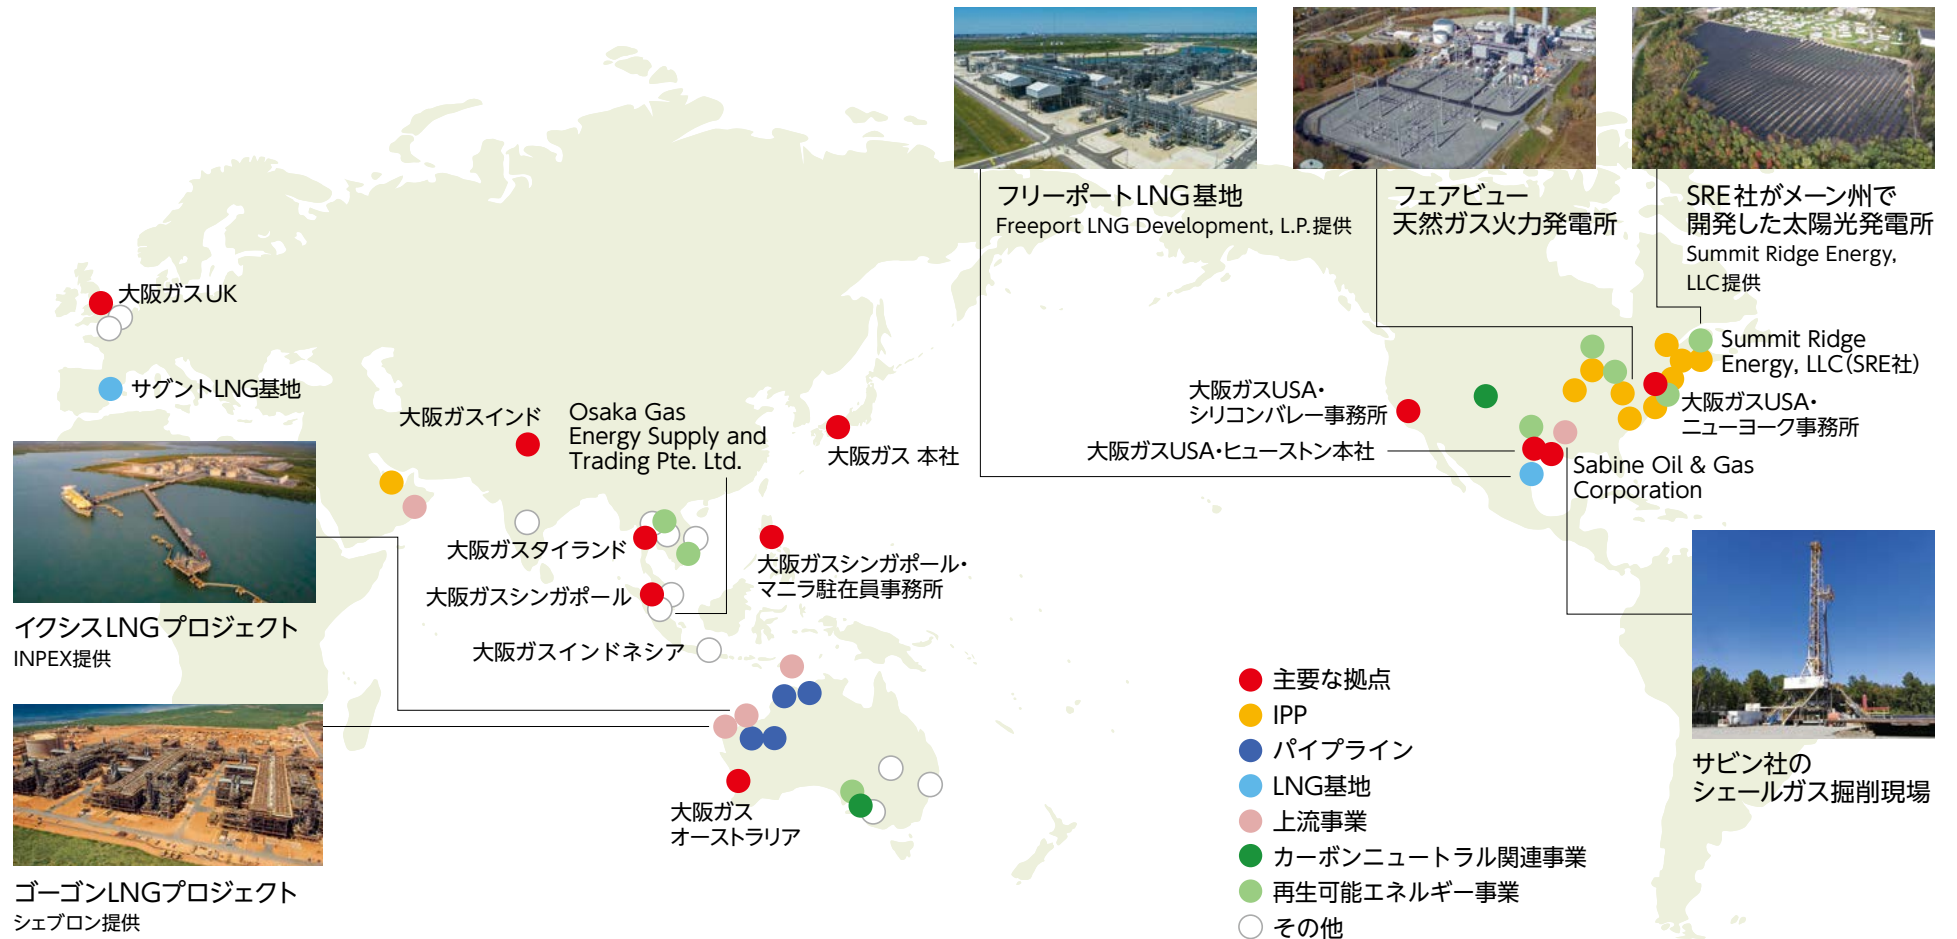 フリーポートLNG基地
Freeport LNG Development, L.P.提供
フェアビュー
天然ガス火力発電所
SRE社がメーン州で
開発した太陽光発電所
Summit Ridge Energy,
LLC提供
大阪ガスUK
サグントLNG基地
大阪ガスインド
Osaka Gas
Energy Supply and
Trading Pte. Ltd.
大阪ガス 本社
大阪ガスUSA・
シリコンバレー事務所
大阪ガスUSA・ヒューストン本社
Summit Ridge
Energy, LLC(SRE社)
大阪ガスUSA・
ニューヨーク事務所
Sabine Oil & Gas
Corporation
大阪ガスタイランド
大阪ガスシンガポール・
マニラ駐在員事務所
大阪ガスシンガポール
大阪ガスインドネシア
イクシスLNGプロジェクト
INPEX提供
大阪ガス
オーストラリア
ゴーゴンLNGプロジェクト
シェブロン提供
主要な拠点
IPP
パイプライン
LNG基地
上流事業
カーボンニュートラル関連事業
再生可能エネルギー事業
その他
サビン社の
シェールガス掘削現場